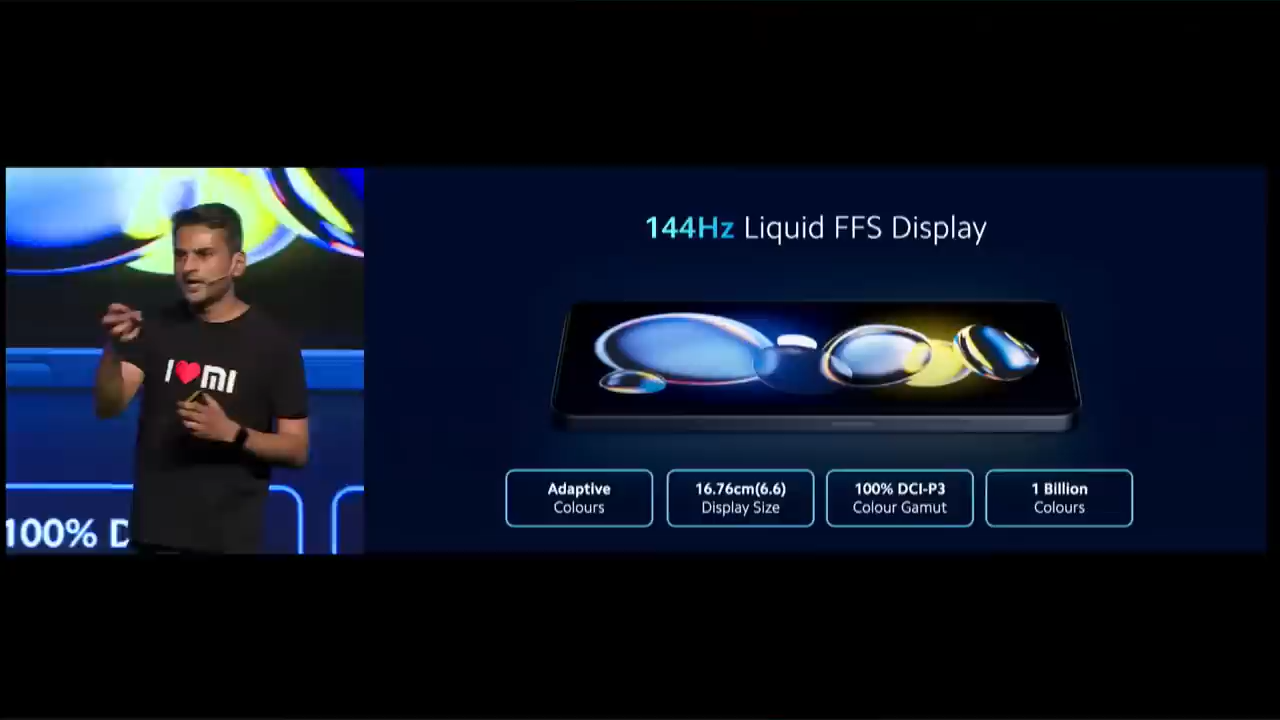 144Hz Liquid FFS Display
I ❤ MI
100% D
Adaptive
Colours
16.76cm(6.6)
Display Size
100% DCI-P3
Colour Gamut
1 Billion
Colours